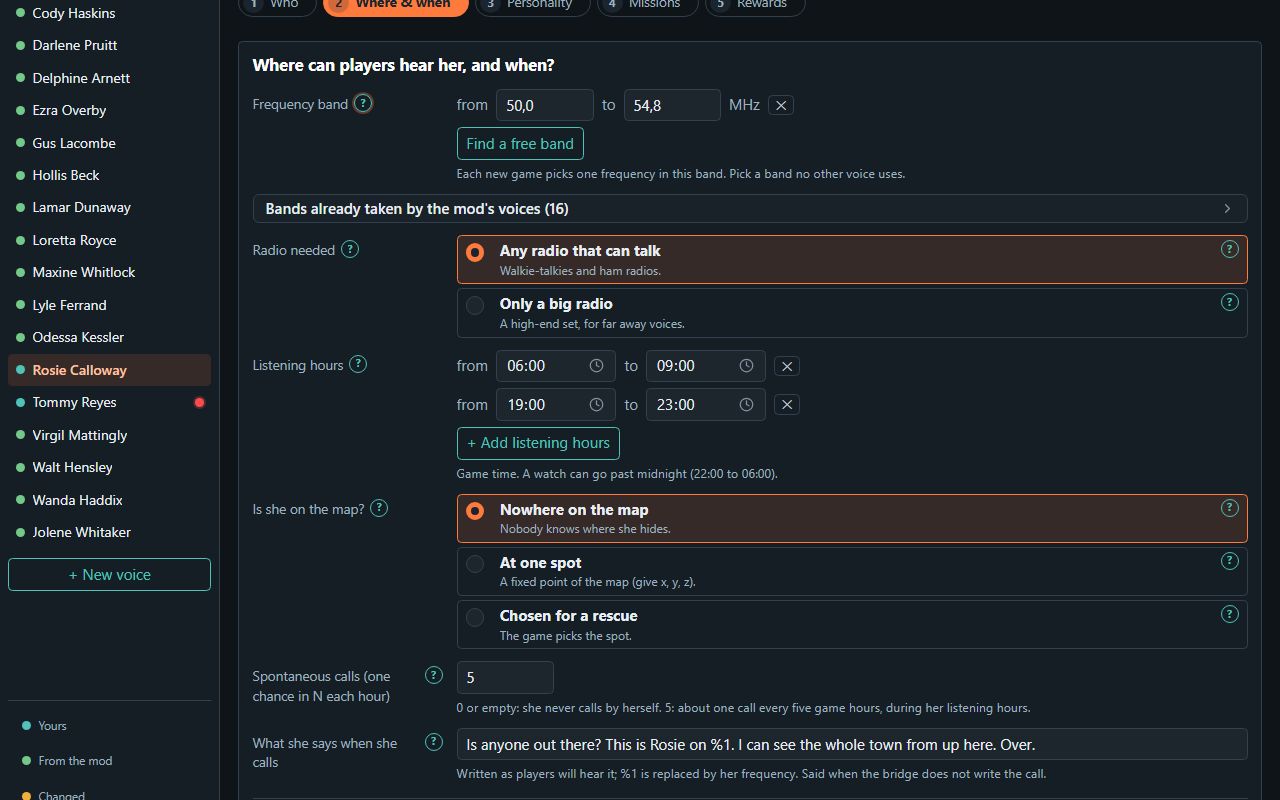 Cody Haskins
Darlene Pruitt
Delphine Arnett
Ezra Overby
Gus Lacombe
Hollis Beck
Lamar Dunaway
Loretta Royce
Maxine Whitlock
Lyle Ferrand
Odessa Kessler
Rosie Calloway
Tommy Reyes
Virgil Mattingly
Walt Hensley
Wanda Haddix
Jolene Whitaker
+ New voice
Yours
From the mod
Changed
1 Who 2 Where & when 3 Personality 4 Missions 5 Rewards
Where can players hear her, and when?
Frequency band ? from 50,0 to 54,8 MHz ×
Find a free band
Each new game picks one frequency in this band. Pick a band no other voice uses.
Bands already taken by the mod's voices (16)
Radio needed ? Any radio that can talk ?
Walkie-talkies and ham radios.
Only a big radio ?
A high-end set, for far away voices.
Listening hours ? from 06:00 to 09:00 ×
from 19:00 to 23:00 ×
+ Add listening hours
Game time. A watch can go past midnight (22:00 to 06:00).
Is she on the map? ? Nowhere on the map ?
Nobody knows where she hides.
At one spot ?
A fixed point of the map (give x, y, z).
Chosen for a rescue ?
The game picks the spot.
Spontaneous calls (one chance in N each hour) ? 5
0 or empty: she never calls by herself. 5: about one call every five game hours, during her listening hours.
What she says when she calls ? Is anyone out there? This is Rosie on %1. I can see the whole town from up here. Over.
Written as players will hear it; %1 is replaced by her frequency. Said when the bridge does not write the call.